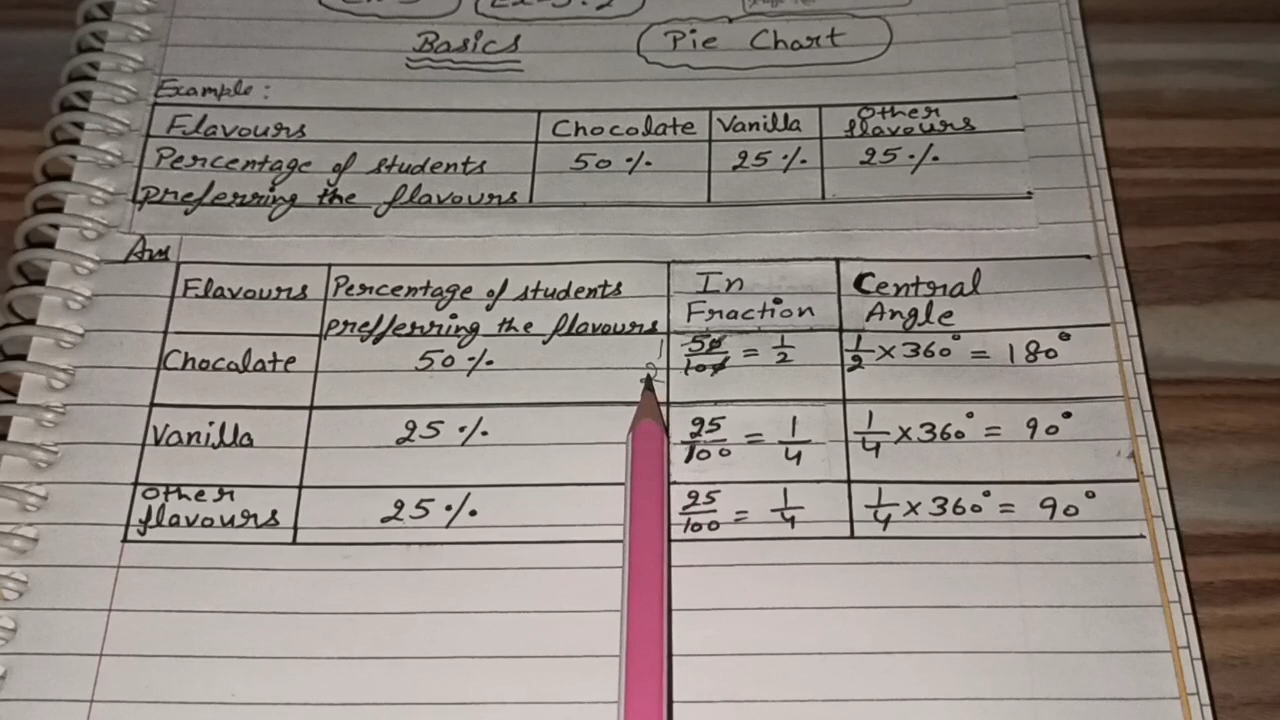 Basics
Pie Chart
Example:
Flavours Chocolate Vanilla Other flavours
Percentage of students preferring the flavours 50% 25% 25%
Ans
Flavours Percentage of students prefferring the flavours In Fraction Central Angle
Chocalate 50% 50/100 = 1/2 1/2 × 360° = 180°
Vanilla 25% 25/100 = 1/4 1/4 × 360° = 90°
Other flavours 25% 25/100 = 1/4 1/4 × 360° = 90°